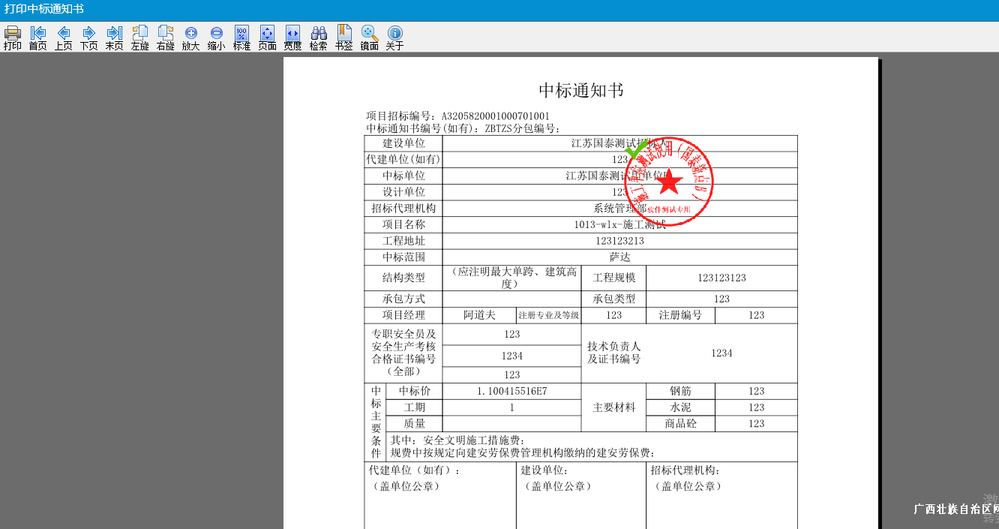 打印中标通知书
打印 首页 上页 下页 末页 左旋 右旋 放大 缩小 标准 页面 宽度 检索 书签 镜面 关于
中标通知书
项目招标编号: A3205820001000701001
中标通知书编号(如有): ZBTZS分包编号:
建设单位 江苏国泰测试招标人
代建单位(如有) 123
中标单位 江苏国泰测试
设计单位 123
招标代理机构 系统管理部
软件测试专用
项目名称 1013-wlx-施工测试
工程地址 123123213
中标范围 萨达
结构类型 (应注明最大单跨、建筑高度) 工程规模 123123123
承包方式 承包类型 123
项目经理 阿道夫 注册专业及等级 123 注册编号 123
专职安全员及
安全生产考核
合格证书编号
(全部)
123
1234
123
技术负责人
及证书编号
1234
中标主要条件
中标价 1.100415516E7 主要材料 钢筋 123
工期 1 水泥 123
质量 商品砼 123
其中: 安全文明施工措施费:
规费中按规定向建安劳保费管理机构缴纳的建安劳保费:
代建单位(如有): 建设单位: 招标代理机构:
(盖单位公章) (盖单位公章) (盖单位公章)
广西壮族自治区